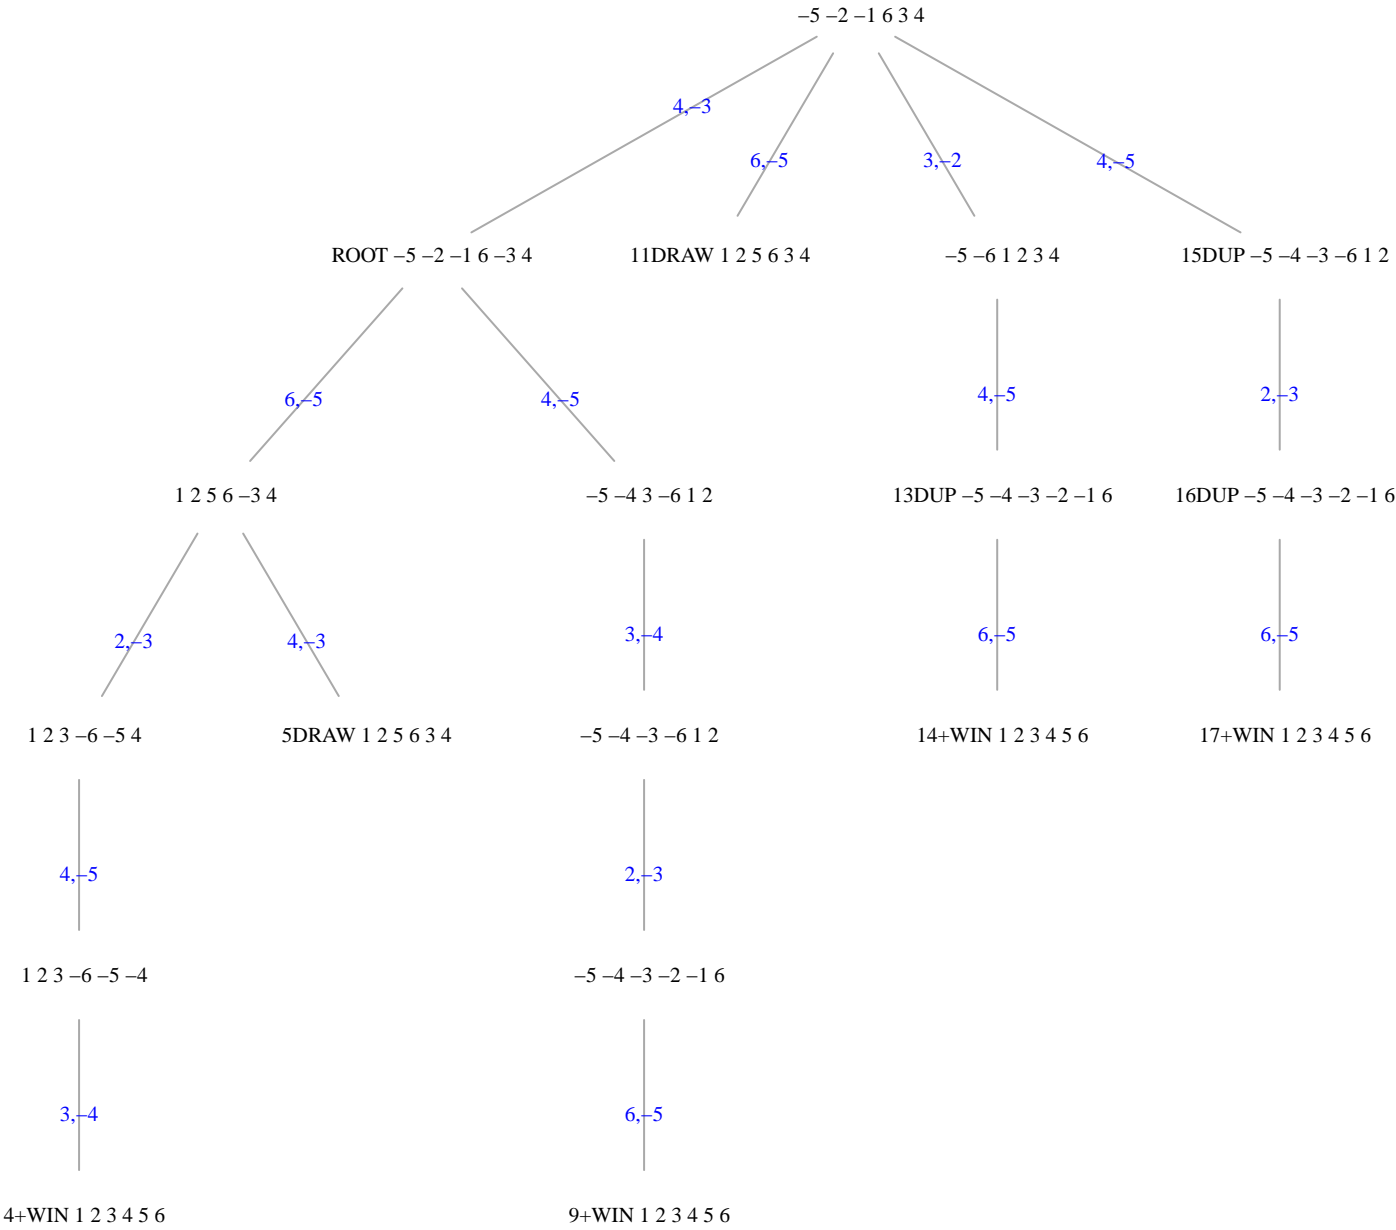 −5 −2 −1 6 3 4
4,−3
6,−5
3,−2
4,−5
ROOT −5 −2 −1 6 −3 4
11DRAW 1 2 5 6 3 4
−5 −6 1 2 3 4
15DUP −5 −4 −3 −6 1 2
6,−5
4,−5
4,−5
2,−3
1 2 5 6 −3 4
−5 −4 3 −6 1 2
13DUP −5 −4 −3 −2 −1 6
16DUP −5 −4 −3 −2 −1 6
2,−3
4,−3
3,−4
6,−5
6,−5
1 2 3 −6 −5 4
5DRAW 1 2 5 6 3 4
−5 −4 −3 −6 1 2
14+WIN 1 2 3 4 5 6
17+WIN 1 2 3 4 5 6
4,−5
2,−3
1 2 3 −6 −5 −4
−5 −4 −3 −2 −1 6
3,−4
6,−5
4+WIN 1 2 3 4 5 6
9+WIN 1 2 3 4 5 6